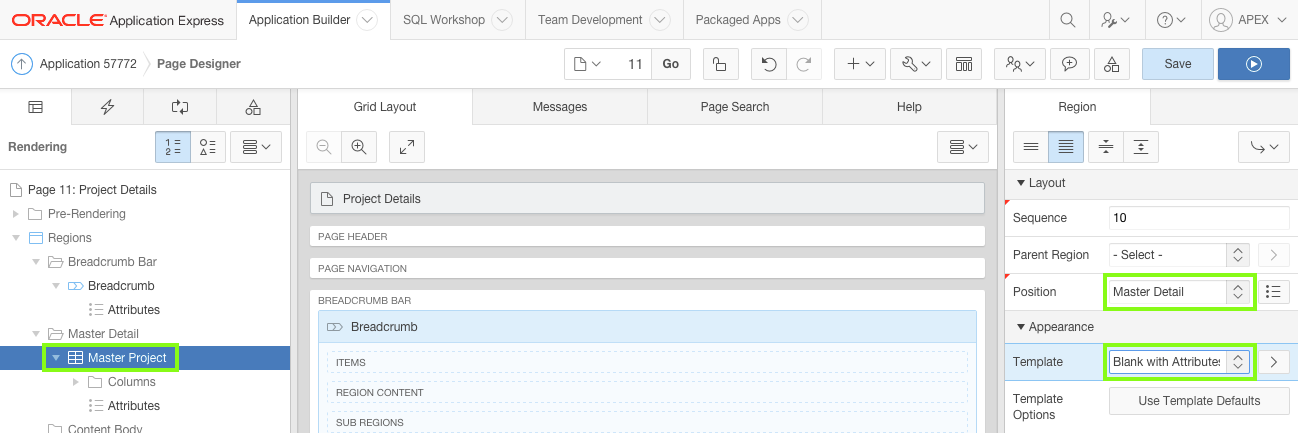 ORACLE Application Express Application Builder SQL Workshop Team Development Packaged Apps APEX
Application 57772 Page Designer 11 Go Save
Grid Layout Messages Page Search Help Region
Rendering
1 2
Page 11: Project Details
Pre-Rendering
Regions
Breadcrumb Bar
Breadcrumb
Attributes
Master Detail
Master Project
Columns
Attributes
Content Body
Project Details
PAGE HEADER
PAGE NAVIGATION
BREADCRUMB BAR
Breadcrumb
ITEMS
REGION CONTENT
SUB REGIONS
Layout
Sequence 10
Parent Region - Select -
Position Master Detail
Appearance
Template Blank with Attributes
Template Options Use Template Defaults